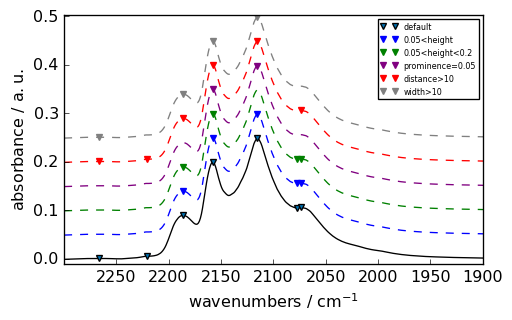 0.5
0.4
0.3
0.2
0.1
0.0
absorbance / a. u.
default
0.05<height
0.05<height<0.2
prominence=0.05
distance>10
width>10
2250 2200 2150 2100 2050 2000 1950 1900
wavenumbers / cm⁻¹